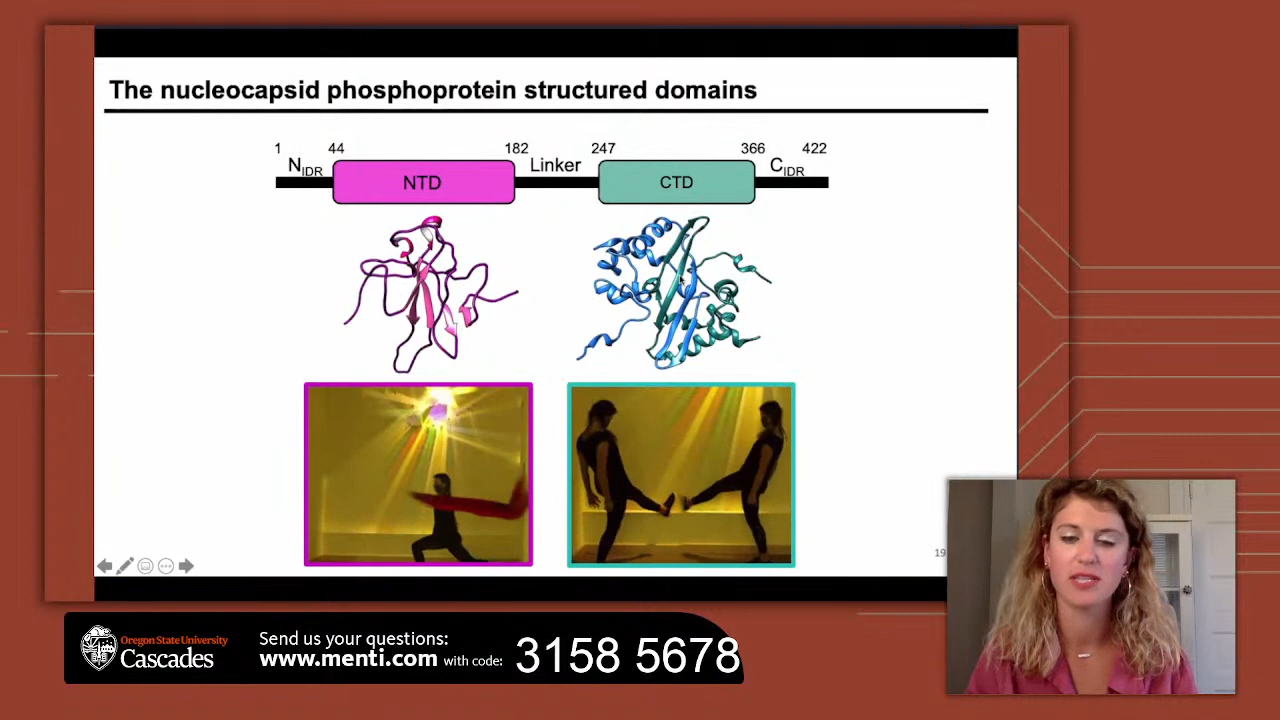 The nucleocapsid phosphoprotein structured domains
1 44 182 247 366 422
NIDR Linker CIDR
NTD CTD
19
Oregon State University
Cascades
Send us your questions:
www.menti.com with code:
3158 5678